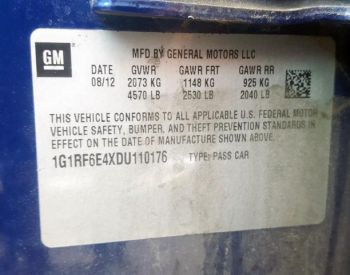 GM
MFD BY GENERAL MOTORS LLC
DATE GVWR GAWR FRT GAWR RR
08/12 2073 KG 1148 KG 925 KG
4570 LB 2530 LB 2040 LB
THIS VEHICLE CONFORMS TO ALL APPLICABLE U.S. FEDERAL MOTOR
VEHICLE SAFETY, BUMPER, AND THEFT PREVENTION STANDARDS IN
EFFECT ON THE DATE OF MANUFACTURE SHOWN ABOVE.
1G1RF6E4XDU110176 TYPE: PASS CAR